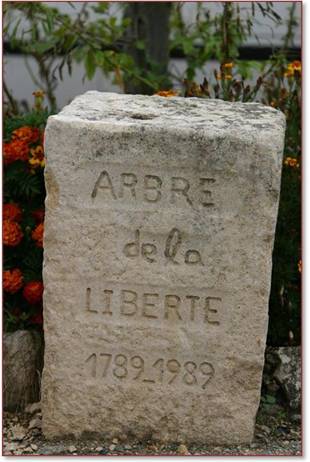 ARBRE
de la
LIBERTE
1789_1989